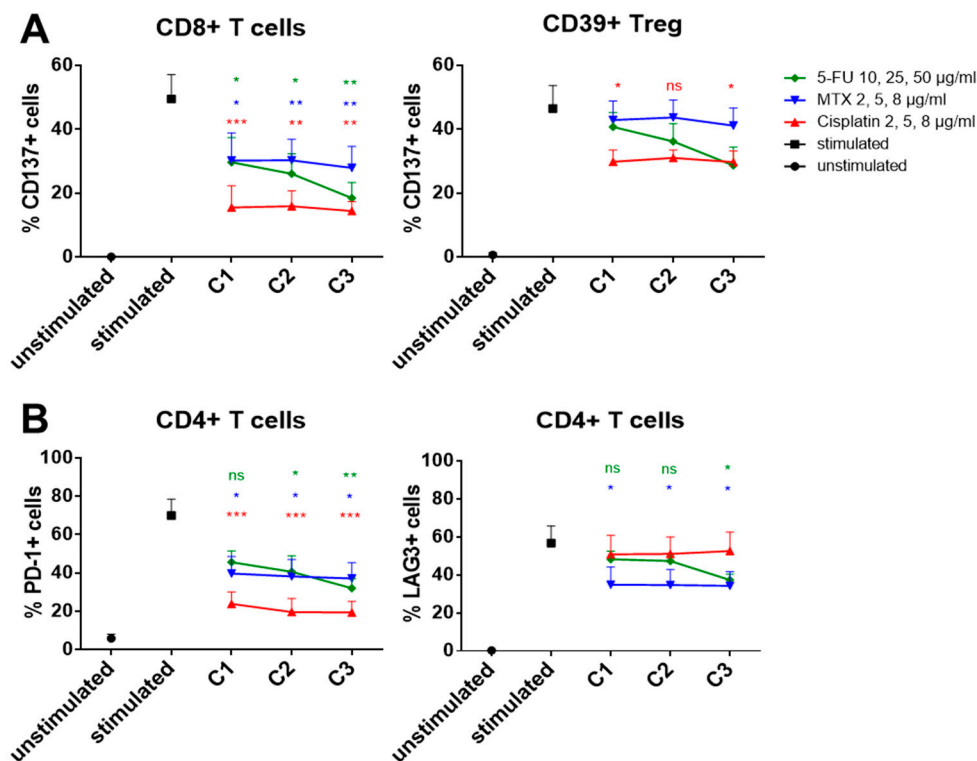 A
CD8+ T cells
% CD137+ cells
60
40
20
0
* * **
* ** **
*** ** **
unstimulated
stimulated
C1
C2
C3
CD39+ Treg
% CD137+ cells
60
40
20
0
* ns *
unstimulated
stimulated
C1
C2
C3
5-FU 10, 25, 50 µg/ml
MTX 2, 5, 8 µg/ml
Cisplatin 2, 5, 8 µg/ml
stimulated
unstimulated
B
CD4+ T cells
% PD-1+ cells
100
80
60
40
20
0
ns * **
* * *
*** *** ***
unstimulated
stimulated
C1
C2
C3
CD4+ T cells
% LAG3+ cells
100
80
60
40
20
0
ns ns *
* * *
unstimulated
stimulated
C1
C2
C3